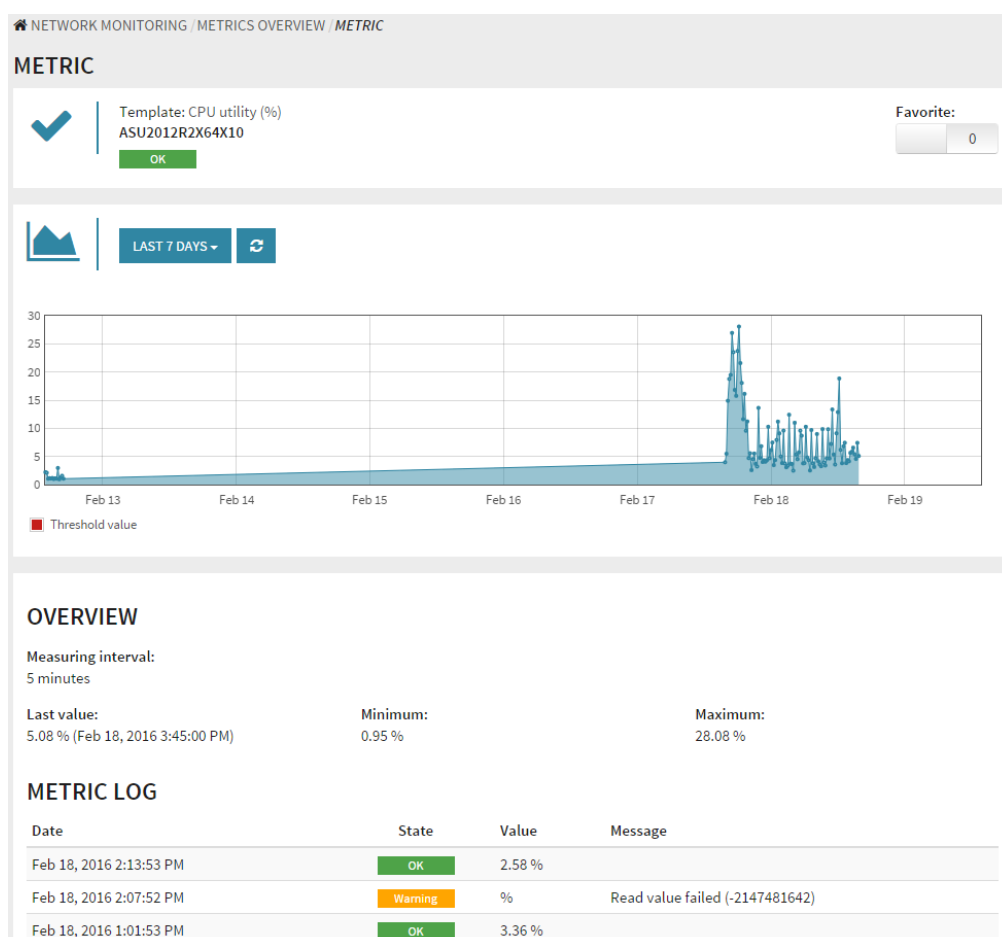 NETWORK MONITORING / METRICS OVERVIEW / METRIC
METRIC
Template: CPU utility (%)
ASU2012R2X64X10
OK
Favorite:
0
LAST 7 DAYS
30
25
20
15
10
5
0
Feb 13 Feb 14 Feb 15 Feb 16 Feb 17 Feb 18 Feb 19
Threshold value
OVERVIEW
Measuring interval:
5 minutes
Last value: Minimum: Maximum:
5.08 % (Feb 18, 2016 3:45:00 PM) 0.95 % 28.08 %
METRIC LOG
Date State Value Message
Feb 18, 2016 2:13:53 PM OK 2.58 %
Feb 18, 2016 2:07:52 PM Warning % Read value failed (-2147481642)
Feb 18, 2016 1:01:53 PM OK 3.36 %